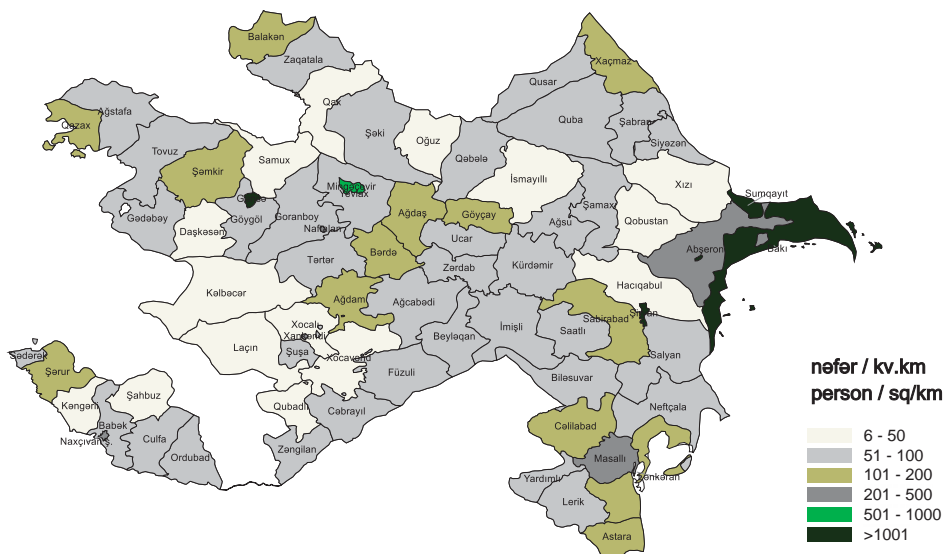 Balakən
Zaqatala
Xaçmaz
Qusar
Qax
Ağstafa
Quba
Şabran
Qazax
Şəki
Oğuz
Siyəzən
Tovuz
Samux
Qəbələ
Şəmkir
İsmayıllı
Xızı
Mingəçevir
Yevlax
Sumqayıt
Gədəbəy
Göygöl
Goranboy
Ağdaş
Göyçay
Şamaxı
Qobustan
Ağsu
Naftalan
Daşkəsən
Ucar
Abşeron
Bakı
Bərdə
Tərtər
Zərdab
Kürdəmir
Hacıqabul
Kəlbəcər
Ağdam
Ağcabədi
Sabirabad
Şirvan
Xocalı
Xankəndi
İmişli
Saatlı
Laçın
Şuşa
Xocavənd
Beyləqan
Salyan
Sədərək
Füzuli
nefer / kv.km
Şərur
Biləsuvar
person / sq/km
Şahbuz
Kəngərli
Qubadlı
Cəbrayıl
Neftçala
Babək
Cəlilabad
Naxçıvan Ş.
Culfa
6 - 50
Zəngilan
51 - 100
Ordubad
Masallı
101 - 200
Yardımlı
Lənkəran
201 - 500
Lerik
501 - 1000
Astara
>1001